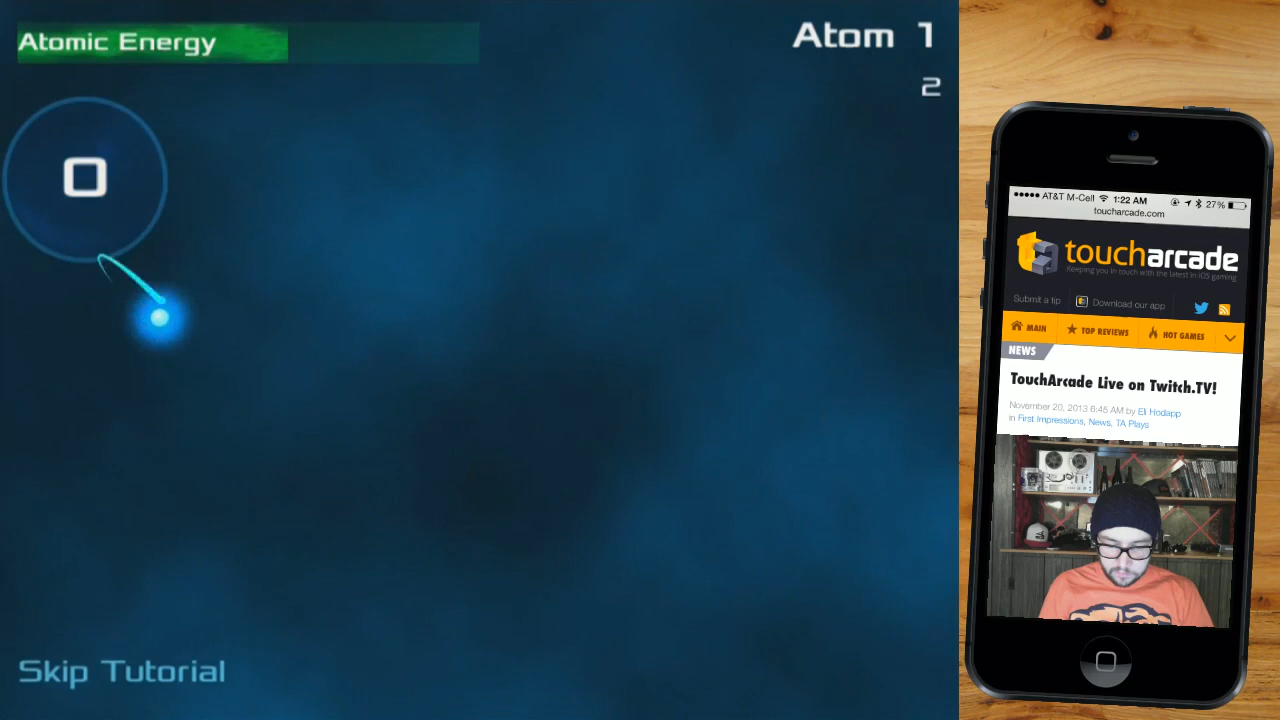 Atomic Energy
Atom 1
2
O
Skip Tutorial
AT&T M-Cell 1:22 AM 27%
toucharcade.com
toucharcade
Keeping you in touch with the latest in iOS gaming
Submit a tip Download our app
MAIN TOP REVIEWS HOT GAMES
NEWS
TouchArcade Live on Twitch.TV!
November 20, 2013 6:45 AM by Eli Hodapp
in First Impressions, News, TA Plays